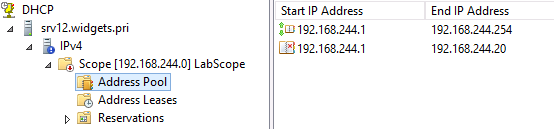 DHCP
srv12.widgets.pri
IPv4
Scope [192.168.244.0] LabScope
Address Pool
Address Leases
Reservations
Start IP Address End IP Address
192.168.244.1 192.168.244.254
192.168.244.1 192.168.244.20